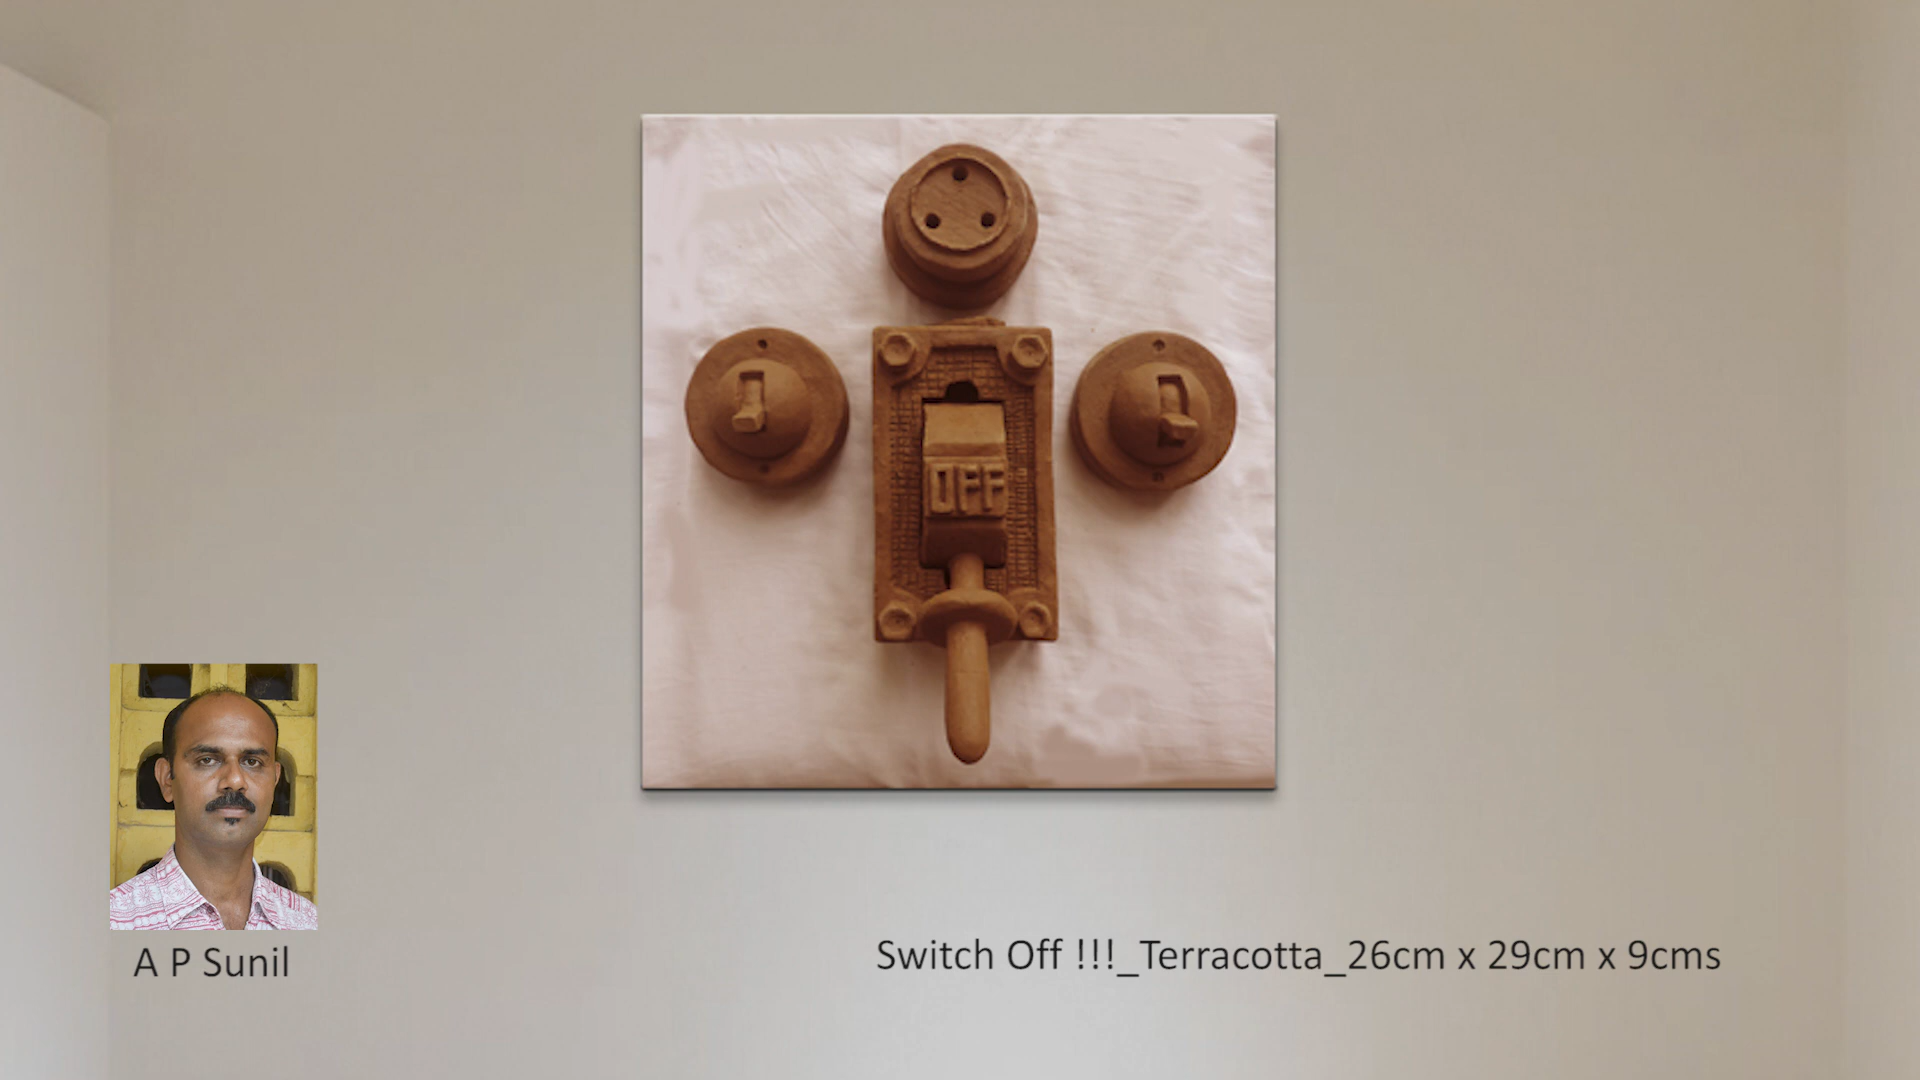 OFF
A P Sunil
Switch Off !!!_Terracotta_26cm x 29cm x 9cms